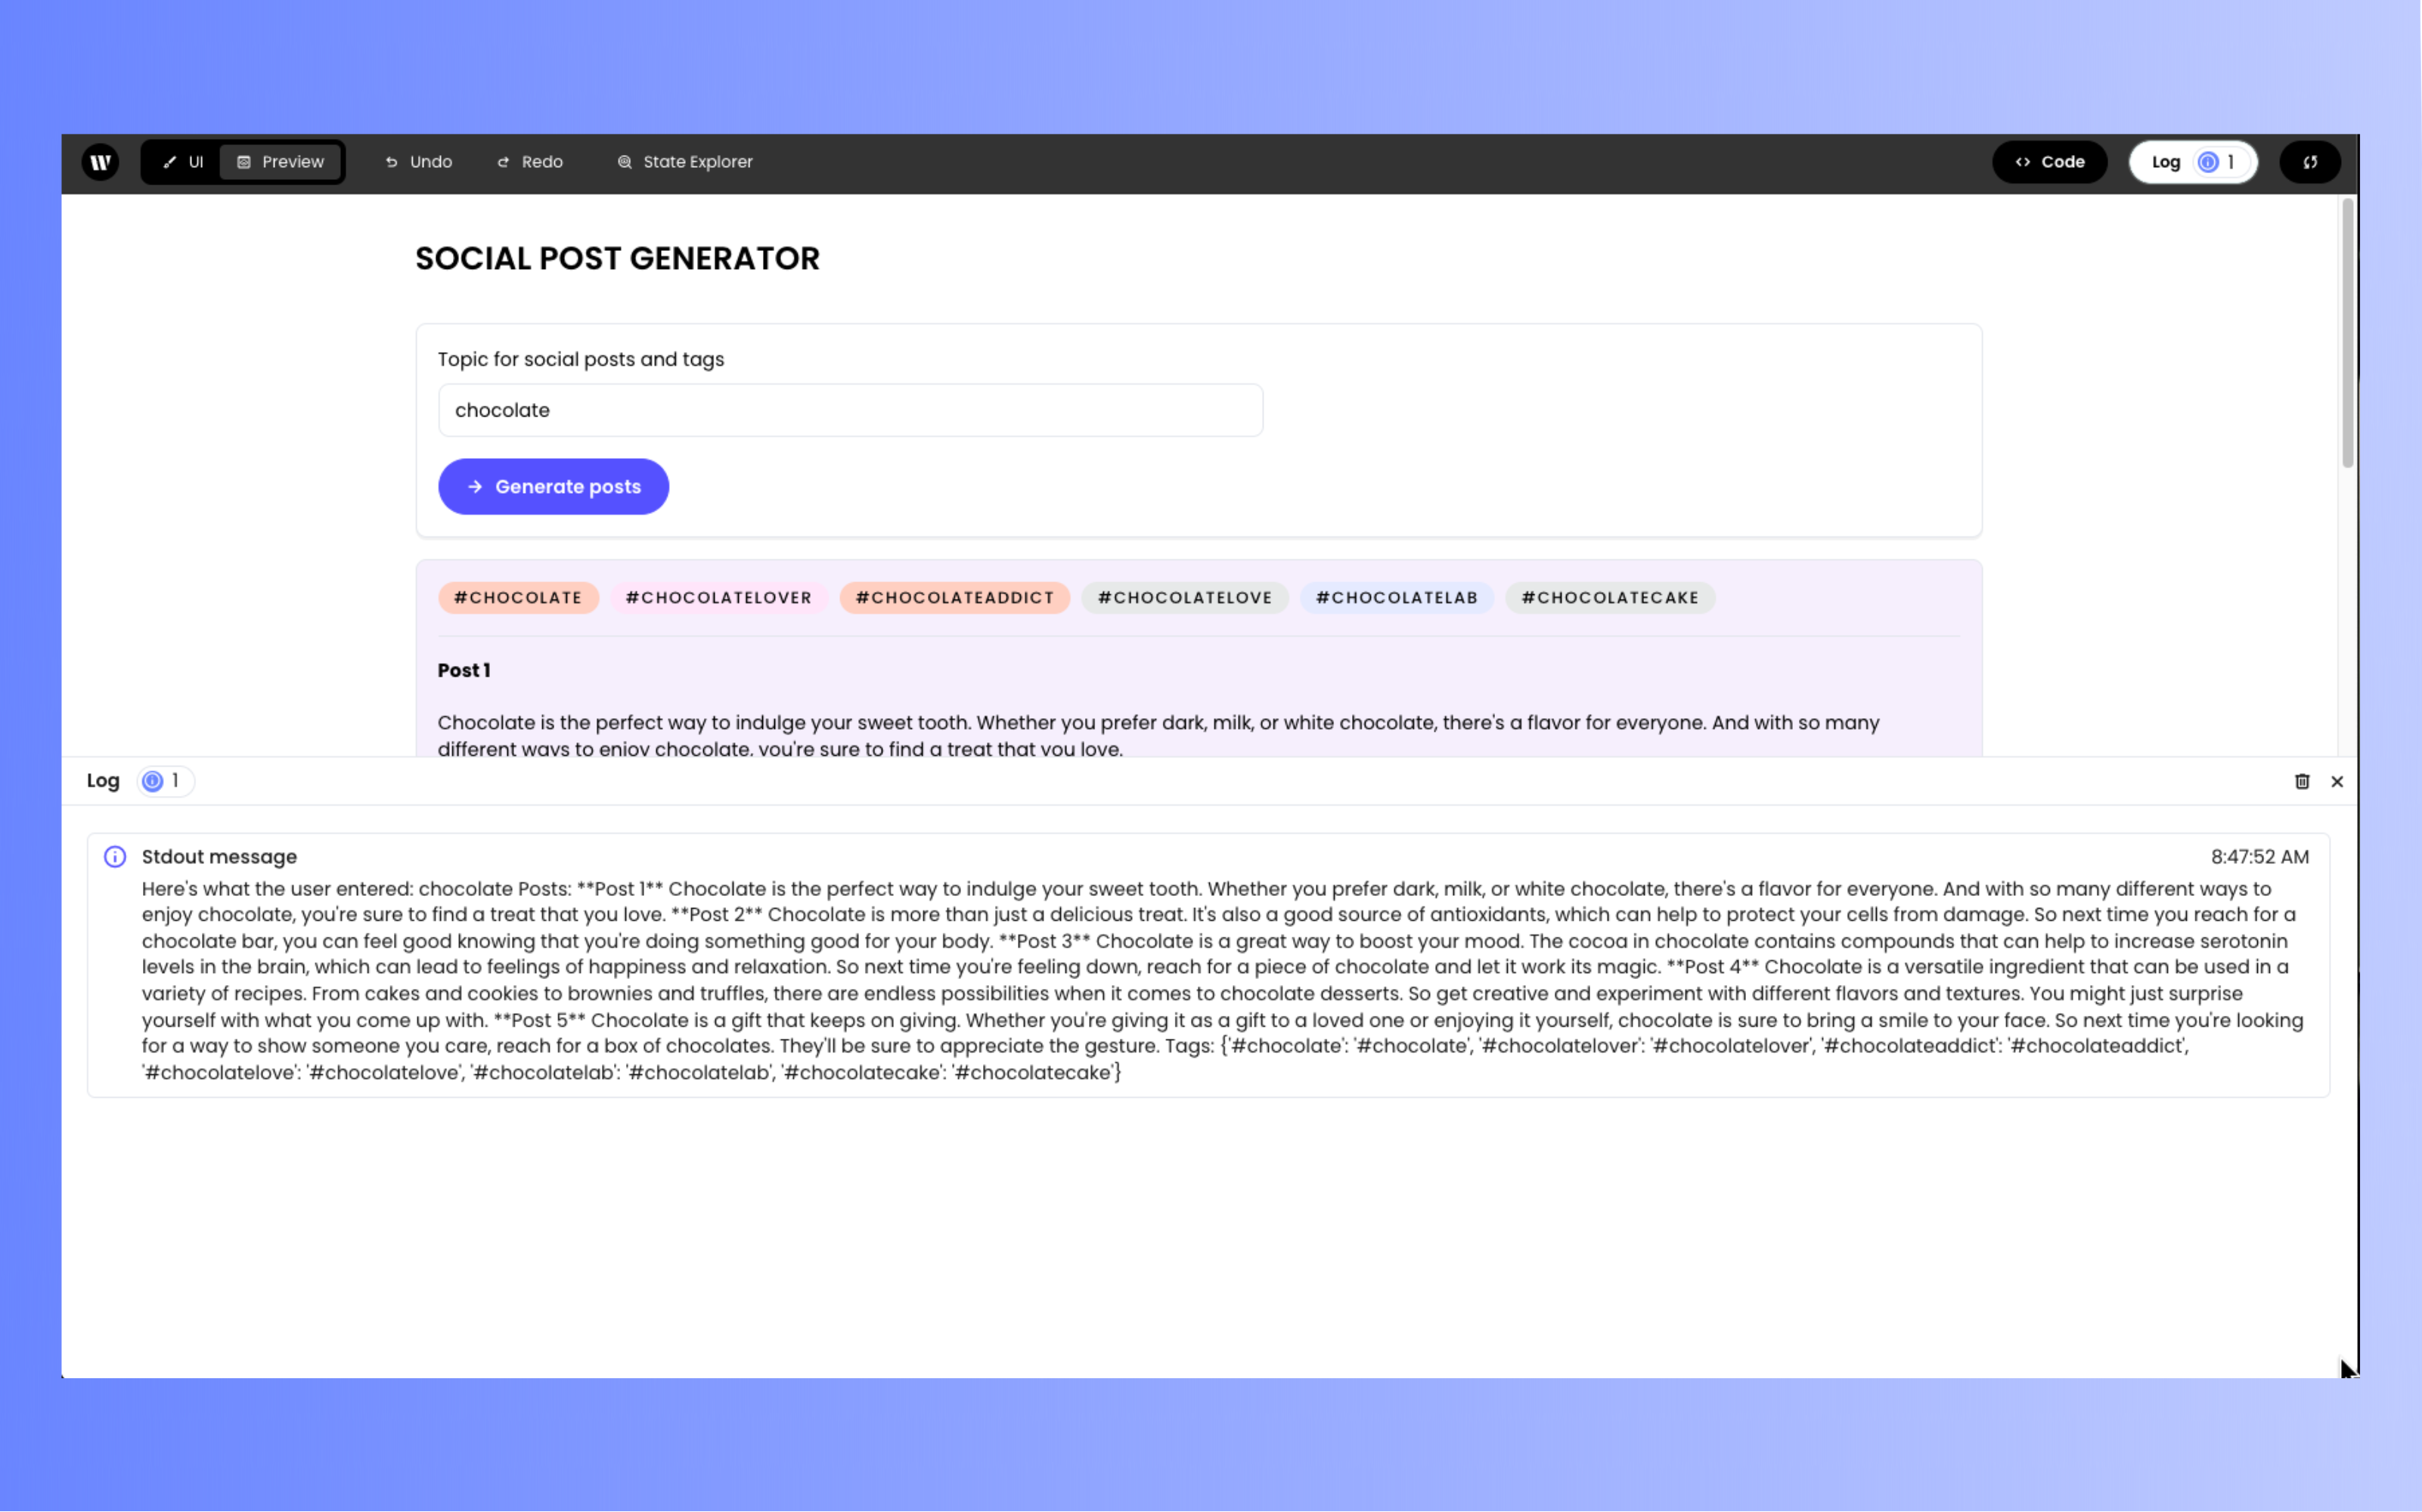 W UI Preview Undo Redo State Explorer Code Log 1
SOCIAL POST GENERATOR
Topic for social posts and tags
chocolate
Generate posts
#CHOCOLATE #CHOCOLATELOVER #CHOCOLATEADDICT #CHOCOLATELOVE #CHOCOLATELAB #CHOCOLATECAKE
Post 1
Chocolate is the perfect way to indulge your sweet tooth. Whether you prefer dark, milk, or white chocolate, there's a flavor for everyone. And with so many
different ways to enjoy chocolate, you're sure to find a treat that you love.
Log 1
Stdout message 8:47:52 AM
Here's what the user entered: chocolate Posts: **Post 1** Chocolate is the perfect way to indulge your sweet tooth. Whether you prefer dark, milk, or white chocolate, there's a flavor for everyone. And with so many different ways to
enjoy chocolate, you're sure to find a treat that you love. **Post 2** Chocolate is more than just a delicious treat. It's also a good source of antioxidants, which can help to protect your cells from damage. So next time you reach for a
chocolate bar, you can feel good knowing that you're doing something good for your body. **Post 3** Chocolate is a great way to boost your mood. The cocoa in chocolate contains compounds that can help to increase serotonin
levels in the brain, which can lead to feelings of happiness and relaxation. So next time you're feeling down, reach for a piece of chocolate and let it work its magic. **Post 4** Chocolate is a versatile ingredient that can be used in a
variety of recipes. From cakes and cookies to brownies and truffles, there are endless possibilities when it comes to chocolate desserts. So get creative and experiment with different flavors and textures. You might just surprise
yourself with what you come up with. **Post 5** Chocolate is a gift that keeps on giving. Whether you're giving it as a gift to a loved one or enjoying it yourself, chocolate is sure to bring a smile to your face. So next time you're looking
for a way to show someone you care, reach for a box of chocolates. They'll be sure to appreciate the gesture. Tags: {'#chocolate': '#chocolate', '#chocolatelover': '#chocolatelover', '#chocolateaddict': '#chocolateaddict',
'#chocolatelove': '#chocolatelove', '#chocolatelab': '#chocolatelab', '#chocolatecake': '#chocolatecake'}